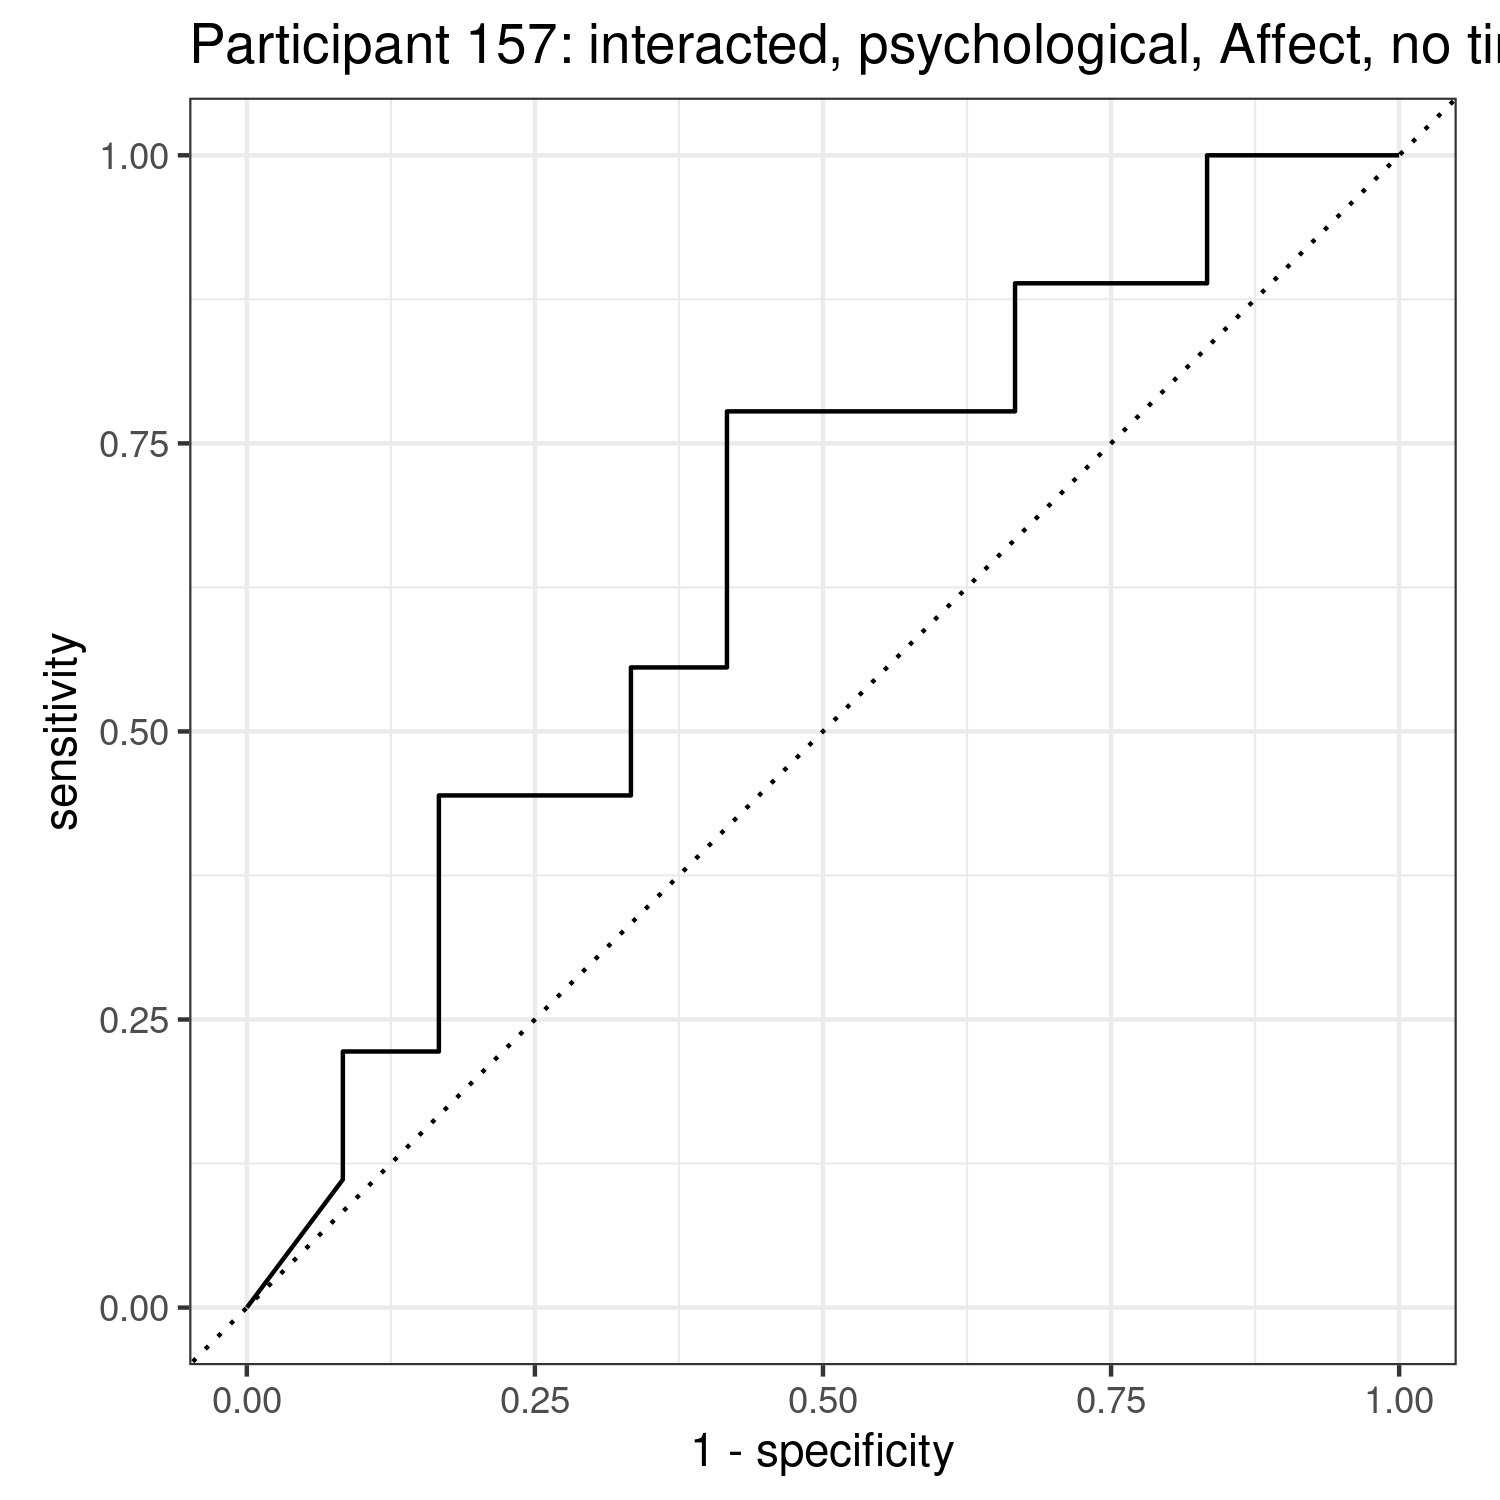 Participant 157: interacted, psychological, Affect, no
sensitivity
1.00
0.75
0.50
0.25
0.00
0.00 0.25 0.50 0.75 1.00
1 - specificity